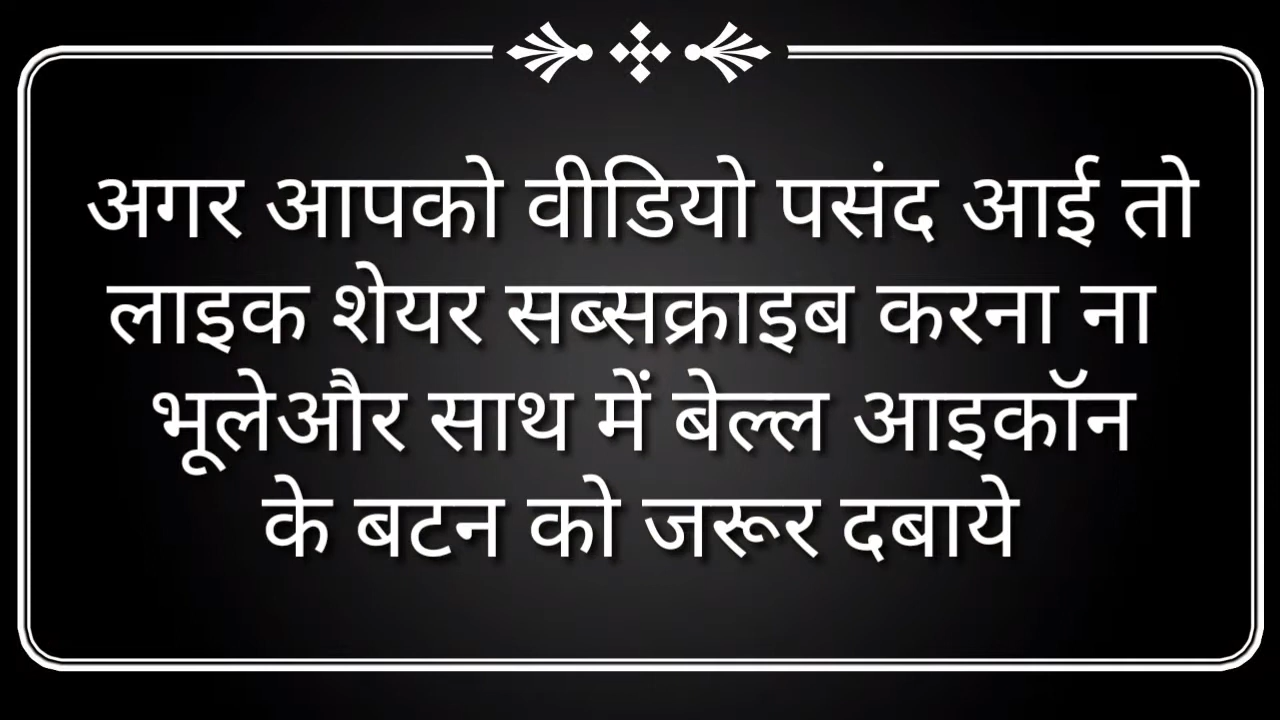 अगर आपको वीडियो पसंद आई तो
लाइक शेयर सब्सक्राइब करना ना
भूलेऔर साथ में बेल्ल आइकॉन
के बटन को जरूर दबाये